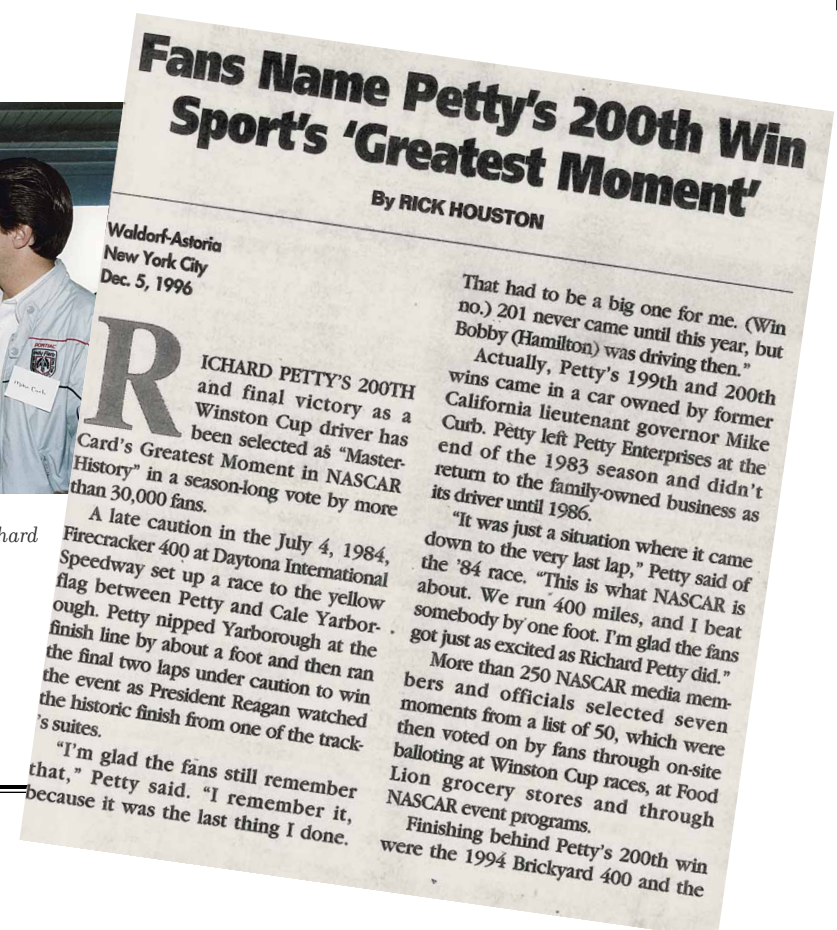 Fans Name Petty's 200th Win
Sport's 'Greatest Moment'
By RICK HOUSTON
Waldorf-Astoria
New York City
Dec. 5, 1996
RICHARD PETTY'S 200TH
and final victory as a
Winston Cup driver has
been selected as "Master-
Card's Greatest Moment in NASCAR
History" in a season-long vote by more
than 30,000 fans.
A late caution in the July 4, 1984,
Firecracker 400 at Daytona International
Speedway set up a race to the yellow
flag between Petty and Cale Yarbor-
ough. Petty nipped Yarborough at the
finish line by about a foot and then ran
the final two laps under caution to win
the event as President Reagan watched
the historic finish from one of the track-
's suites.
"I'm glad the fans still remember
that," Petty said. "I remember it,
because it was the last thing I done.
That had to be a big one for me. (Win
no.) 201 never came until this year, but
Bobby (Hamilton) was driving then."
Actually, Petty's 199th and 200th
wins came in a car owned by former
California lieutenant governor Mike
Curb. Petty left Petty Enterprises at the
end of the 1983 season and didn't
return to the family-owned business as
its driver until 1986.
"It was just a situation where it came
down to the very last lap," Petty said of
the '84 race. "This is what NASCAR is
about. We run 400 miles, and I beat
somebody by one foot. I'm glad the fans
got just as excited as Richard Petty did."
More than 250 NASCAR media mem-
bers and officials selected seven
moments from a list of 50, which were
then voted on by fans through on-site
balloting at Winston Cup races, at Food
Lion grocery stores and through
NASCAR event programs.
Finishing behind Petty's 200th win
were the 1994 Brickyard 400 and the
PONTIAC
hard